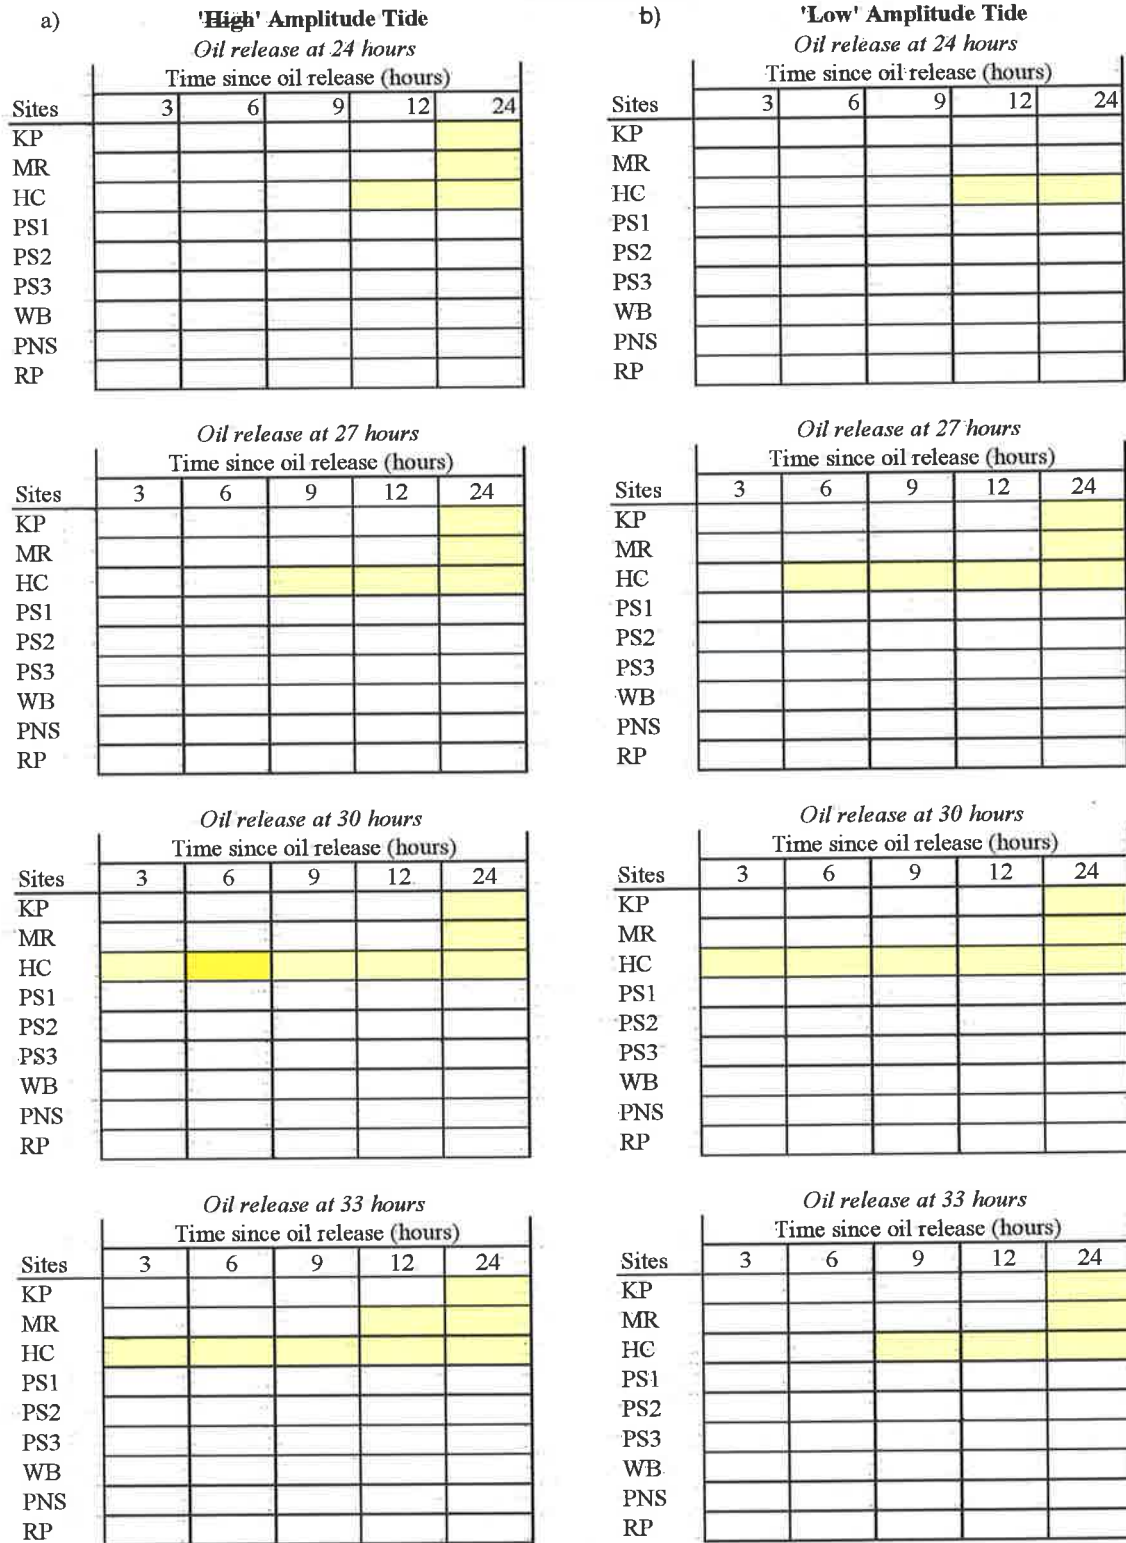 a)
'High' Amplitude Tide
Oil release at 24 hours
Time since oil release (hours)
Sites 3 6 9 12 24
KP
MR
HC
PS1
PS2
PS3
WB
PNS
RP
Oil release at 27 hours
Time since oil release (hours)
Sites 3 6 9 12 24
KP
MR
HC
PS1
PS2
PS3
WB
PNS
RP
Oil release at 30 hours
Time since oil release (hours)
Sites 3 6 9 12 24
KP
MR
HC
PS1
PS2
PS3
WB
PNS
RP
Oil release at 33 hours
Time since oil release (hours)
Sites 3 6 9 12 24
KP
MR
HC
PS1
PS2
PS3
WB
PNS
RP
b)
'Low' Amplitude Tide
Oil release at 24 hours
Time since oil release (hours)
Sites 3 6 9 12 24
KP
MR
HC
PS1
PS2
PS3
WB
PNS
RP
Oil release at 27 hours
Time since oil release (hours)
Sites 3 6 9 12 24
KP
MR
HC
PS1
PS2
PS3
WB
PNS
RP
Oil release at 30 hours
Time since oil release (hours)
Sites 3 6 9 12 24
KP
MR
HC
PS1
PS2
PS3
WB
PNS
RP
Oil release at 33 hours
Time since oil release (hours)
Sites 3 6 9 12 24
KP
MR
HC
PS1
PS2
PS3
WB
PNS
RP